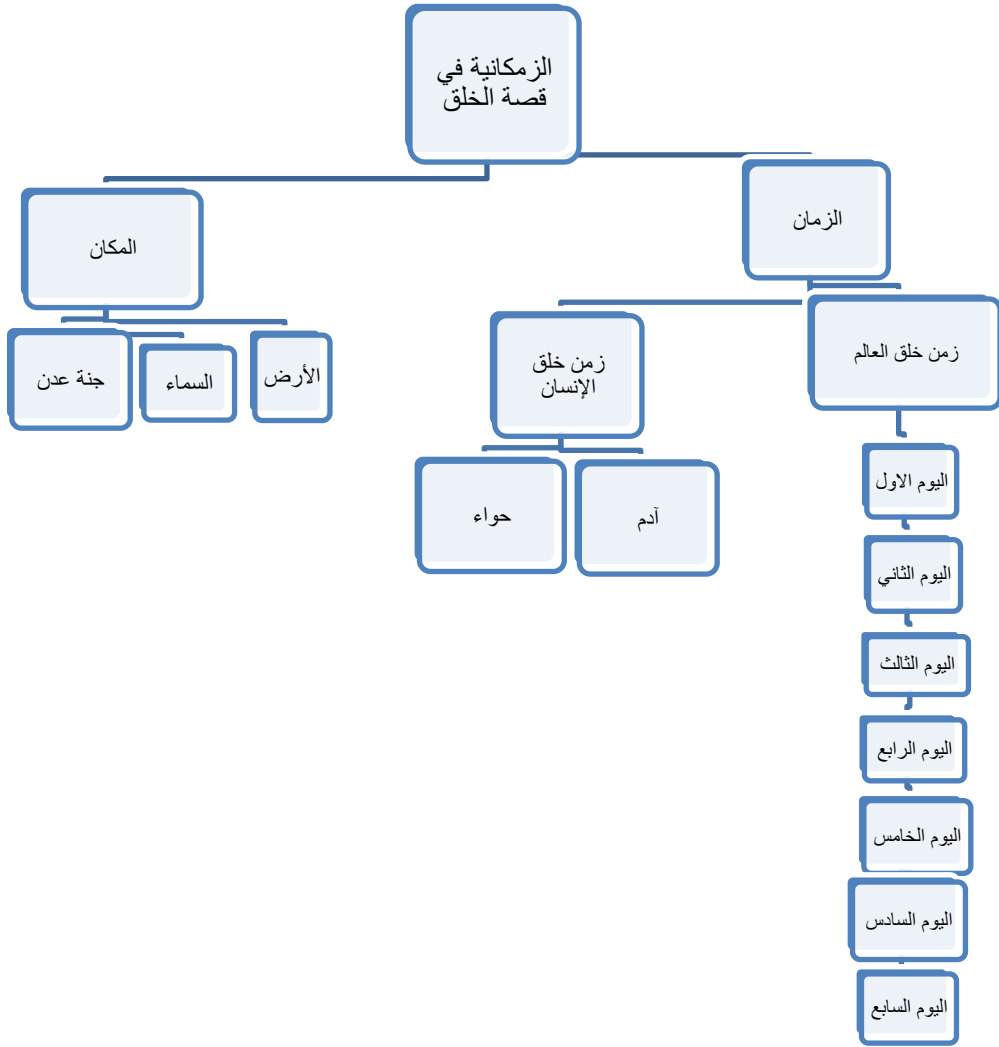 الزمكانية في
قصة الخلق
الزمان
المكان
زمن خلق العالم
زمن خلق
الإنسان
الأرض
السماء
جنة عدن
آدم
حواء
اليوم الاول
اليوم الثاني
اليوم الثالث
اليوم الرابع
اليوم الخامس
اليوم السادس
اليوم السابع